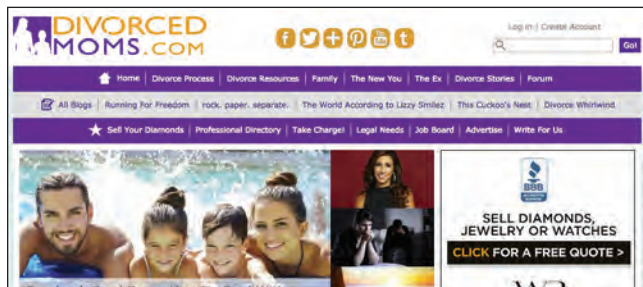 DIVORCED
MOMS.COM
Log in | Create Account
Go!
Home | Divorce Process | Divorce Resources | Family | The New You | The Ex | Divorce Stories | Forum
All Blogs | Running For Freedom | rock. paper. separate. | The World According to Lizzy Smilez | This Cuckoo's Nest | Divorce Whirlwind
Sell Your Diamonds | Professional Directory | Take Charge! | Legal Needs | Job Board | Advertise | Write For Us
BBB
SELL DIAMONDS,
JEWELRY OR WATCHES
CLICK FOR A FREE QUOTE >